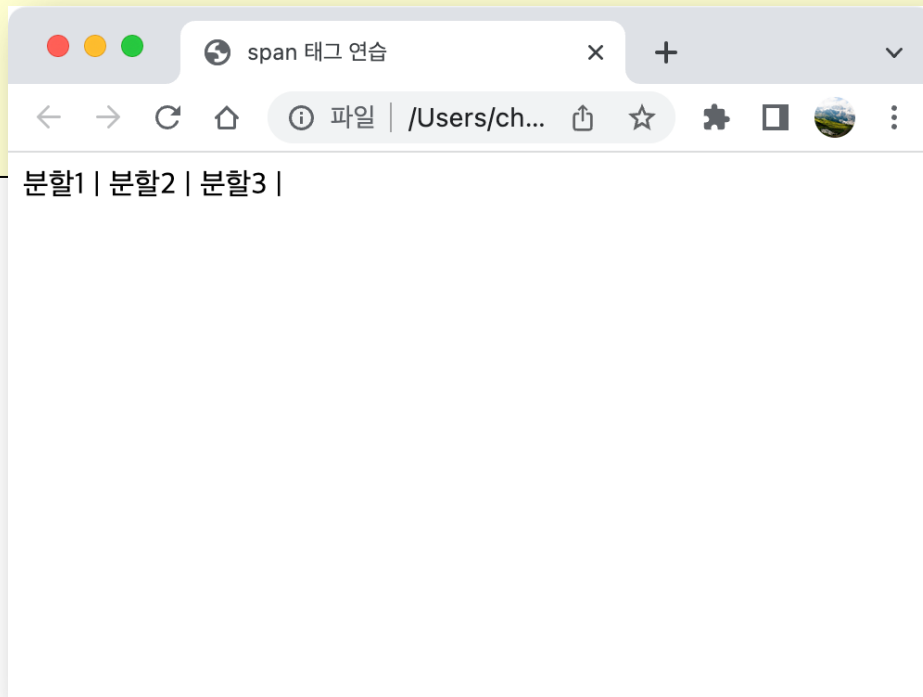 span 태그 연습
파일 | /Users/ch...
분할1 | 분할2 | 분할3 |